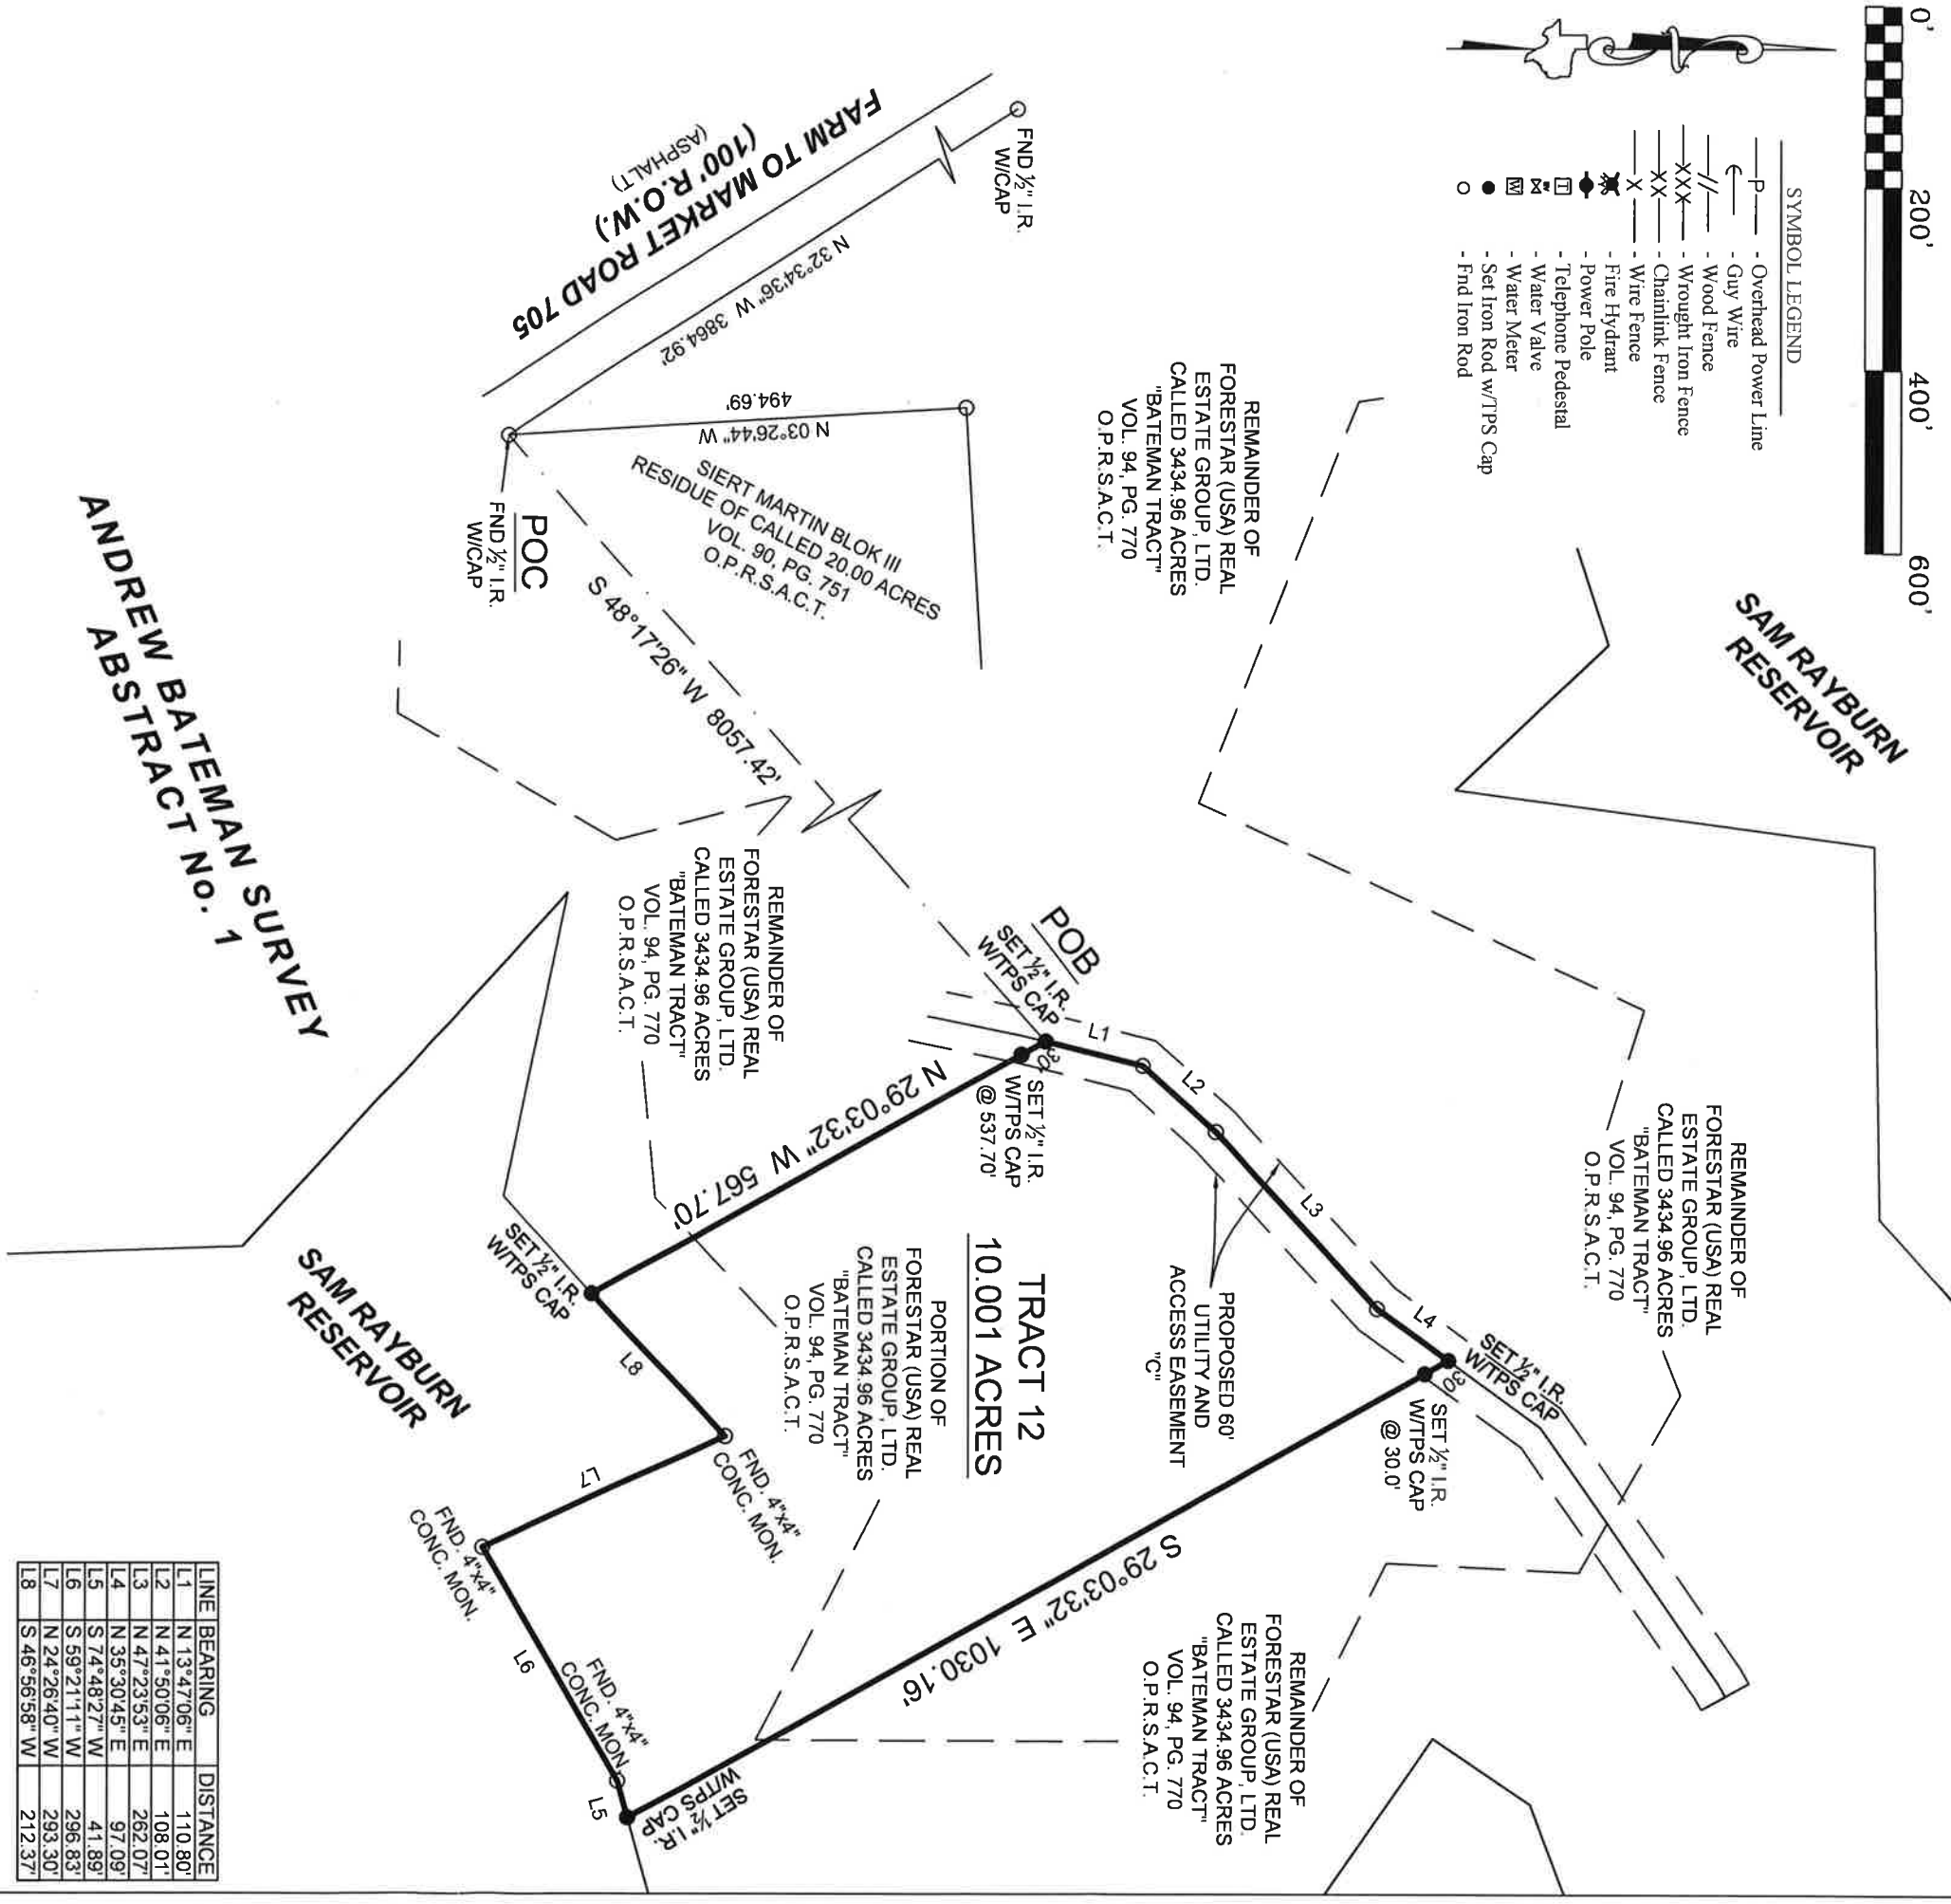 0' 200' 400' 600'
SYMBOL LEGEND
P - Overhead Power Line
- Guy Wire
// - Wood Fence
XXX - Wrought Iron Fence
XX - Chainlink Fence
X - Wire Fence
- Fire Hydrant
- Power Pole
T - Telephone Pedestal
- Water Valve
W - Water Meter
- Set Iron Rod w/TPS Cap
- Fnd Iron Rod
SAM RAYBURN
RESERVOIR
REMAINDER OF
FORESTAR (USA) REAL
ESTATE GROUP, LTD.
CALLED 3434.96 ACRES
"BATEMAN TRACT"
VOL. 94, PG. 770
O.P.R.S.A.C.T.
FND ½" I.R.
W/CAP
FARM TO MARKET ROAD 705
(100' R.O.W.)
(ASPHALT)
N 32°34'36" W 3864.92'
N 03°26'44" W
494.69'
SIERT MARTIN BLOK III
RESIDUE OF CALLED 20.00 ACRES
VOL. 90, PG. 751
O.P.R.S.A.C.T.
POC
FND ½" I.R.
W/CAP
S 48°17'26" W 8057.42'
ANDREW BATEMAN SURVEY
ABSTRACT No. 1
REMAINDER OF
FORESTAR (USA) REAL
ESTATE GROUP, LTD.
CALLED 3434.96 ACRES
"BATEMAN TRACT"
VOL. 94, PG. 770
O.P.R.S.A.C.T.
REMAINDER OF
FORESTAR (USA) REAL
ESTATE GROUP, LTD.
CALLED 3434.96 ACRES
"BATEMAN TRACT"
VOL. 94, PG. 770
O.P.R.S.A.C.T.
POB
SET ½" I.R.
W/TPS CAP
30'
L1
L2
L3
L4
SET ½" I.R.
W/TPS CAP
@ 537.70'
N 29°03'32" W 567.70'
PROPOSED 60'
UTILITY AND
ACCESS EASEMENT
"C"
SET ½" I.R.
W/TPS CAP
30'
SET ½" I.R.
W/TPS CAP
@ 30.0'
TRACT 12
10.001 ACRES
PORTION OF
FORESTAR (USA) REAL
ESTATE GROUP, LTD.
CALLED 3434.96 ACRES
"BATEMAN TRACT"
VOL. 94, PG. 770
O.P.R.S.A.C.T.
S 29°03'32" E 1030.16'
SET ½" I.R.
W/TPS CAP
SAM RAYBURN
RESERVOIR
L8
FND. 4"x4"
CONC. MON.
L7
FND. 4"x4"
CONC. MON.
L6
FND. 4"x4"
CONC. MON.
L5
SET ½" I.R.
W/TPS CAP
REMAINDER OF
FORESTAR (USA) REAL
ESTATE GROUP, LTD.
CALLED 3434.96 ACRES
"BATEMAN TRACT"
VOL. 94, PG. 770
O.P.R.S.A.C.T.
LINE BEARING DISTANCE
L1 N 13°47'06" E 110.80'
L2 N 41°50'06" E 108.01'
L3 N 47°23'53" E 262.07'
L4 N 35°30'45" E 97.09'
L5 S 74°48'27" W 41.89'
L6 S 59°21'11" W 296.83'
L7 N 24°26'40" W 293.30'
L8 S 46°56'58" W 212.37'